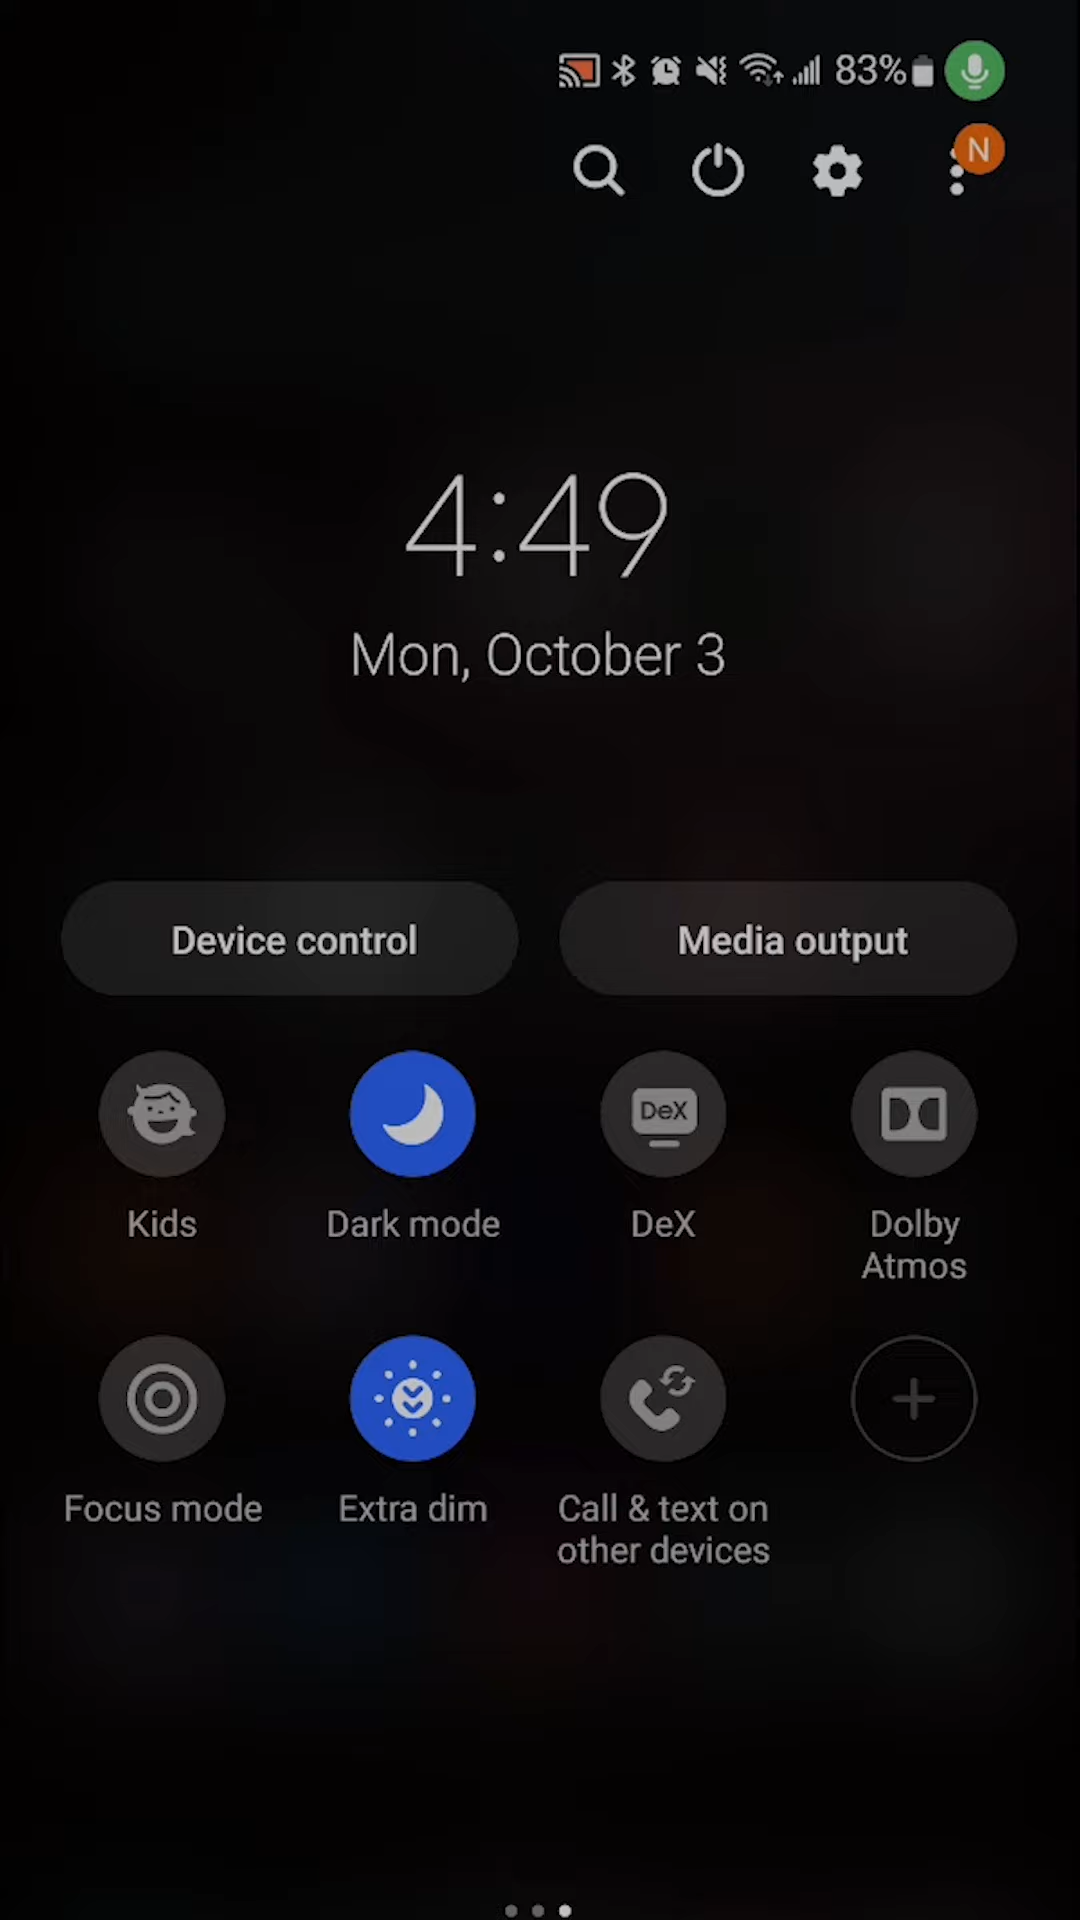 83%
N
4:49
Mon, October 3
Device control
Media output
DeX
Kids
Dark mode
DeX
Dolby
Atmos
Focus mode
Extra dim
Call & text on
other devices